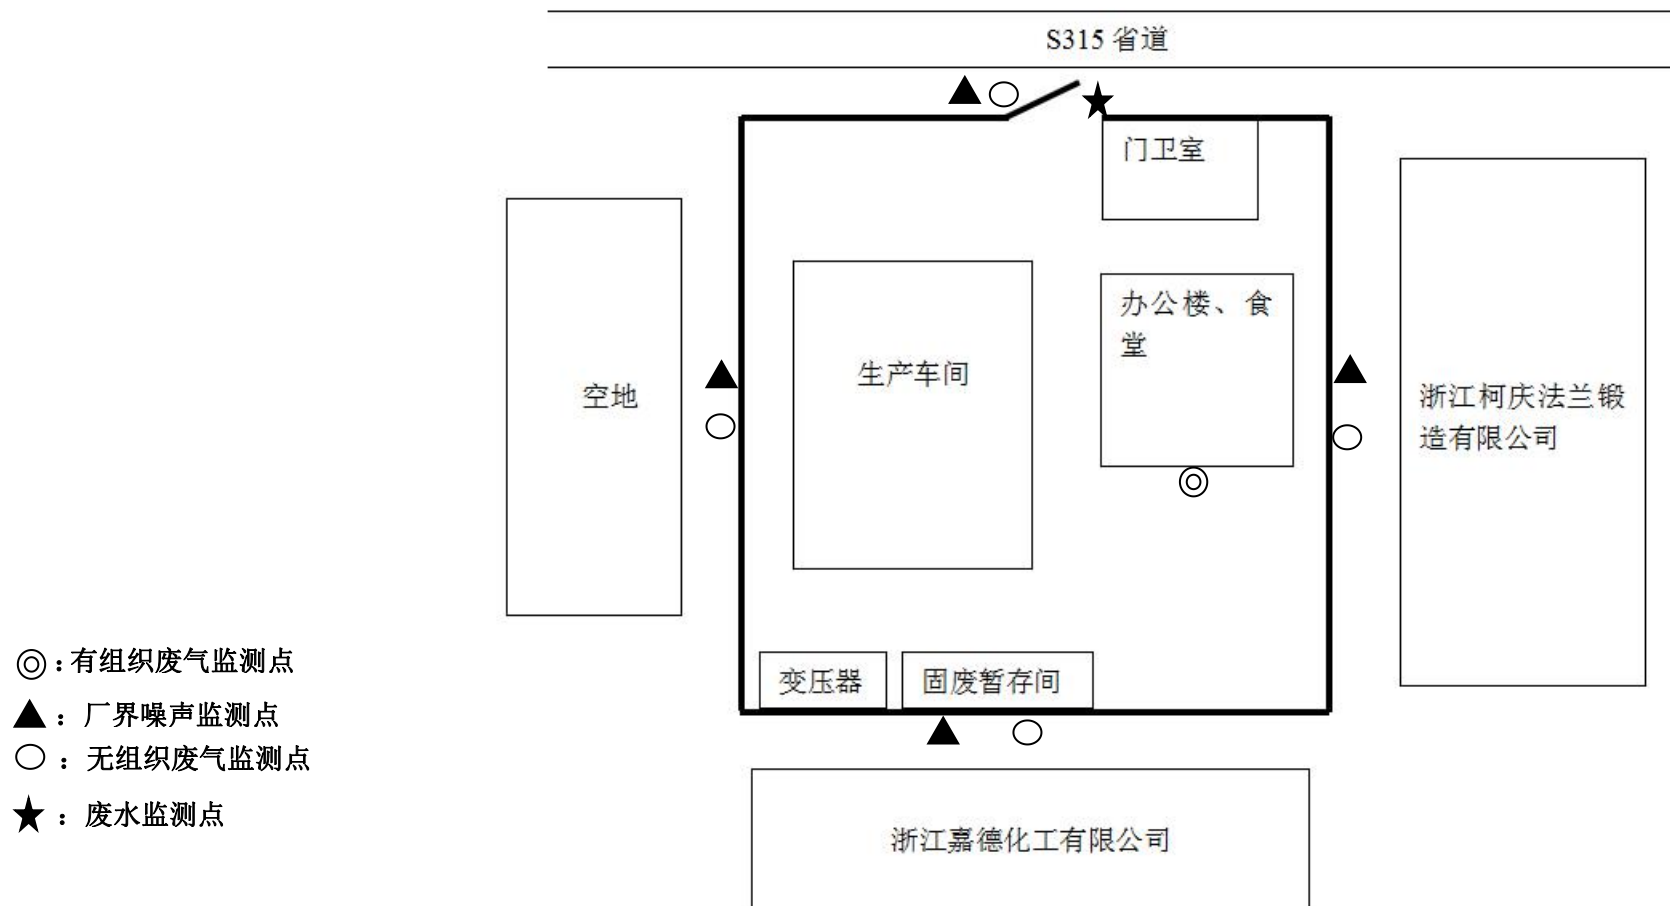 S315 省道
门卫室
办公楼、食
堂
生产车间
空地
浙江柯庆法兰锻
造有限公司
变压器
固废暂存间
浙江嘉德化工有限公司
◎：有组织废气监测点
▲：厂界噪声监测点
○：无组织废气监测点
★：废水监测点